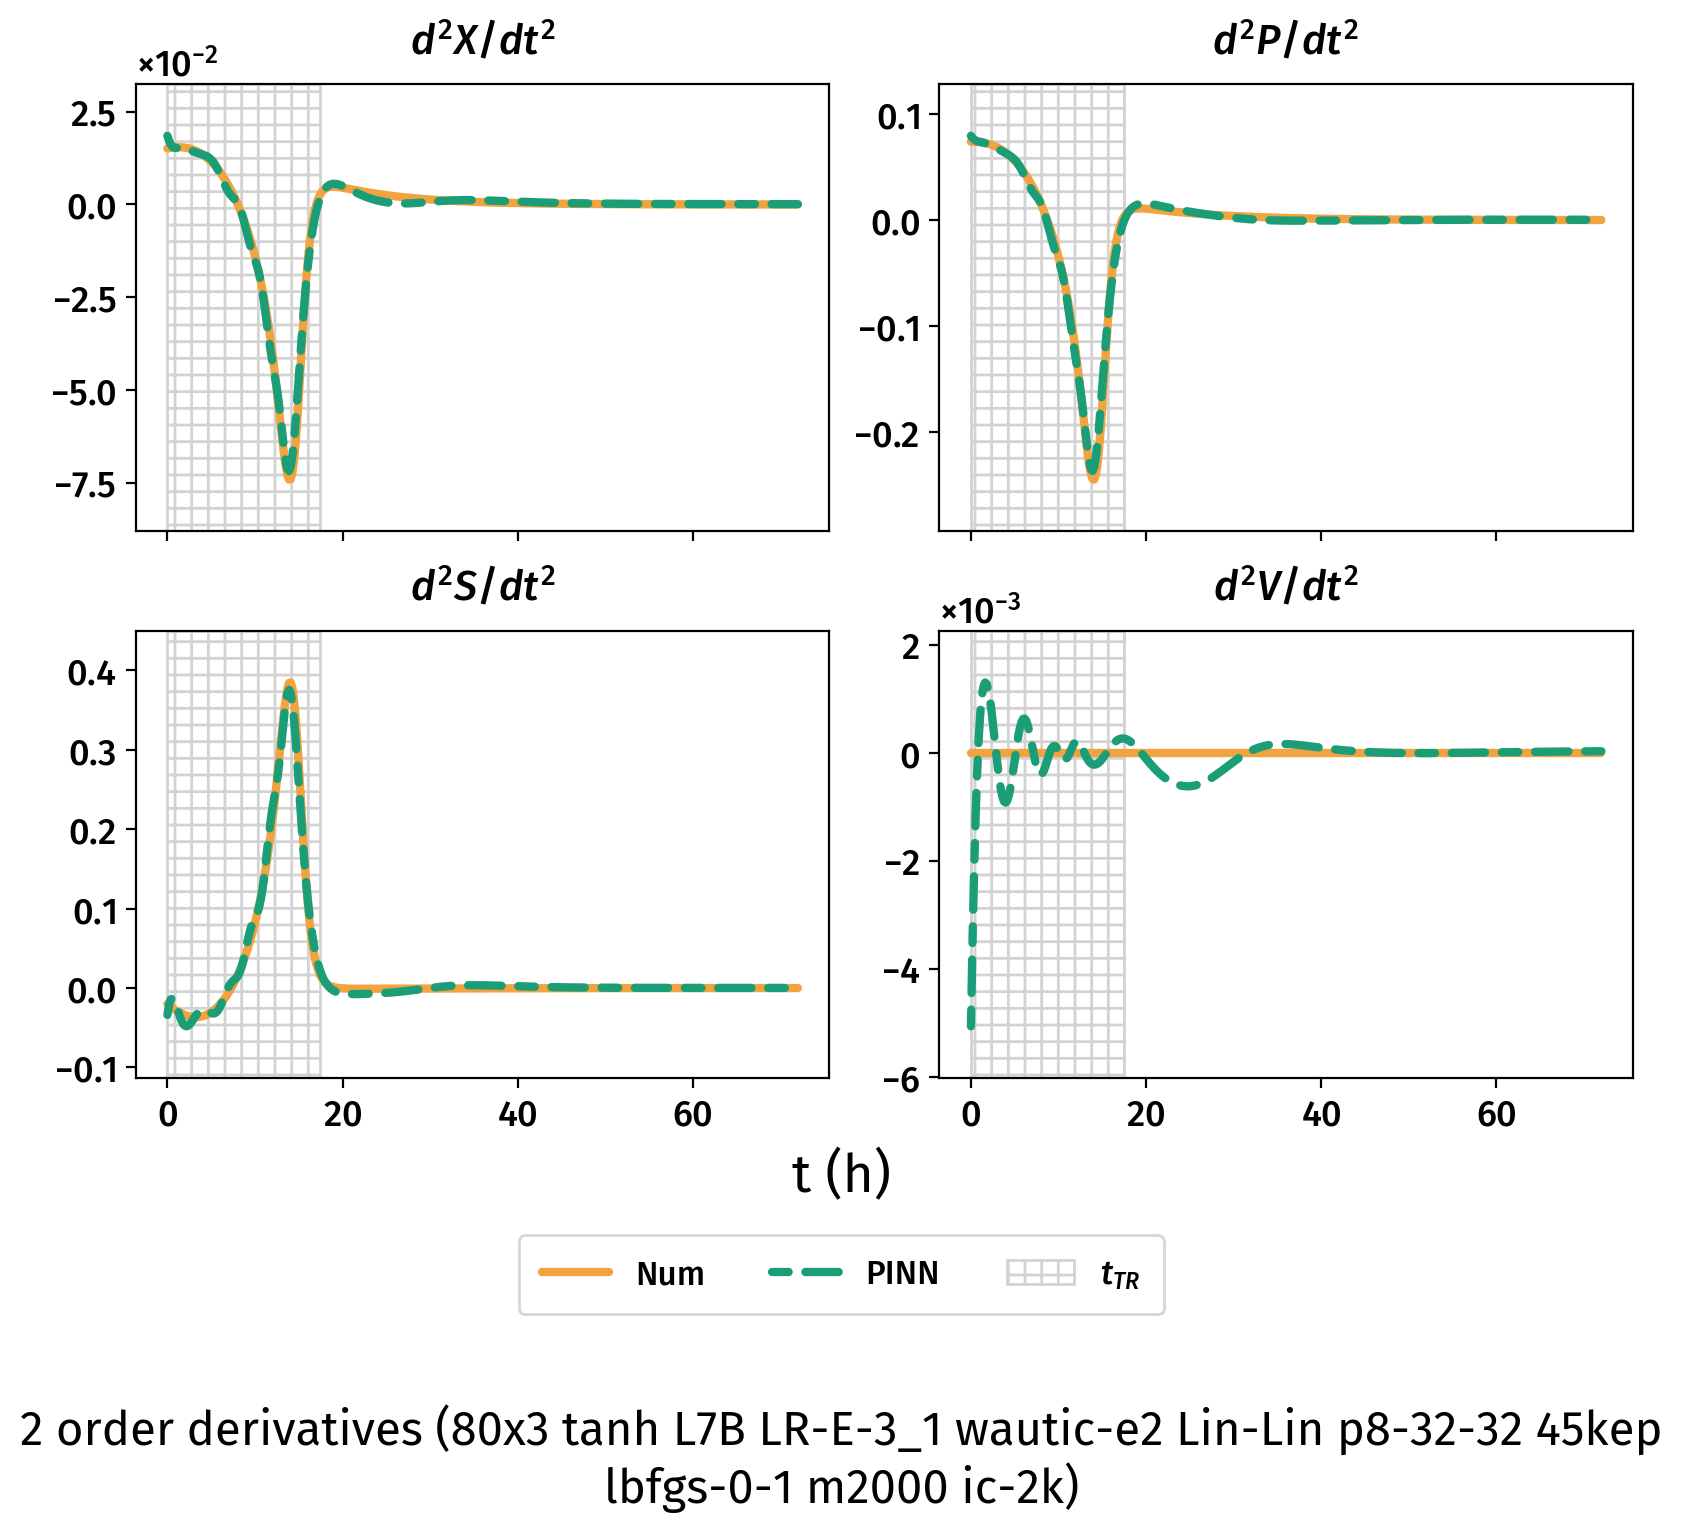 d²X/dt²
×10⁻²
2.5
0.0
−2.5
−5.0
−7.5
d²P/dt²
0.1
0.0
−0.1
−0.2
d²S/dt²
0.4
0.3
0.2
0.1
0.0
−0.1
0 20 40 60
d²V/dt²
×10⁻³
2
0
−2
−4
−6
0 20 40 60
t (h)
Num PINN t_TR
2 order derivatives (80x3 tanh L7B LR-E-3_1 wautic-e2 Lin-Lin p8-32-32 45kep
lbfgs-0-1 m2000 ic-2k)